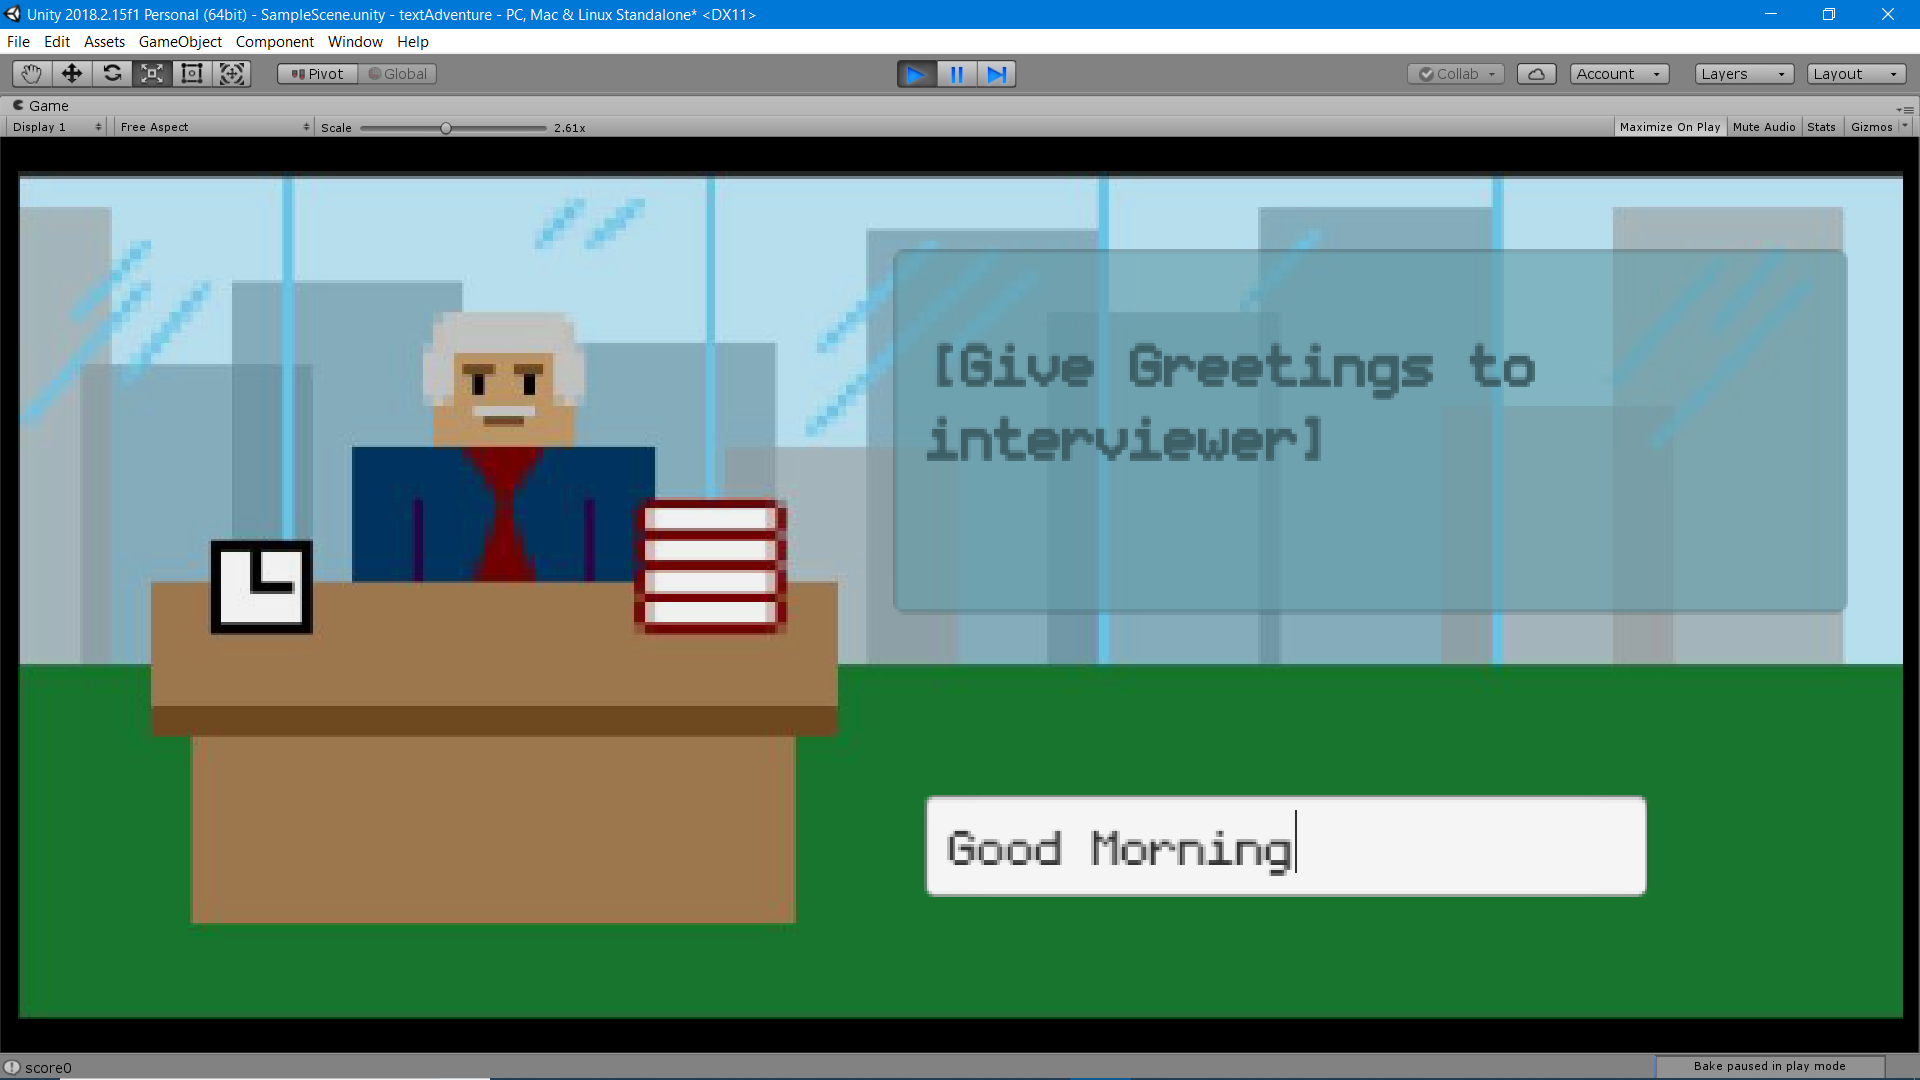 Unity 2018.2.15f1 Personal (64bit) - SampleScene.unity - textAdventure - PC, Mac & Linux Standalone* <DX11>
File Edit Assets GameObject Component Window Help
Pivot Global Collab Account Layers Layout
Game
Display 1 Free Aspect Scale 2.61x Maximize On Play Mute Audio Stats Gizmos
[Give Greetings to
interviewer]
Good Morning
score0 Bake paused in play mode